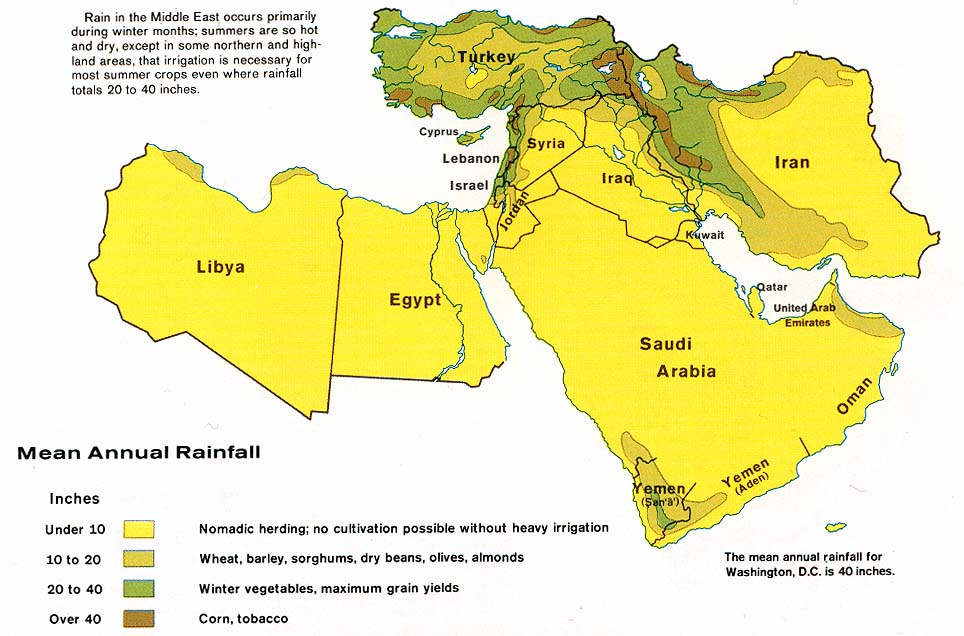 Rain in the Middle East occurs primarily
during winter months; summers are so hot
and dry, except in some northern and high-
land areas, that irrigation is necessary for
most summer crops even where rainfall
totals 20 to 40 inches.
Turkey
Cyprus
Lebanon
Syria
Israel
Jordan
Iraq
Iran
Kuwait
Libya
Egypt
Qatar
United Arab
Emirates
Saudi
Arabia
Oman
Yemen
(Şan'ā')
Yemen
(Aden)
Mean Annual Rainfall
Inches
Under 10 Nomadic herding; no cultivation possible without heavy irrigation
10 to 20 Wheat, barley, sorghums, dry beans, olives, almonds
20 to 40 Winter vegetables, maximum grain yields
Over 40 Corn, tobacco
The mean annual rainfall for
Washington, D.C. is 40 inches.